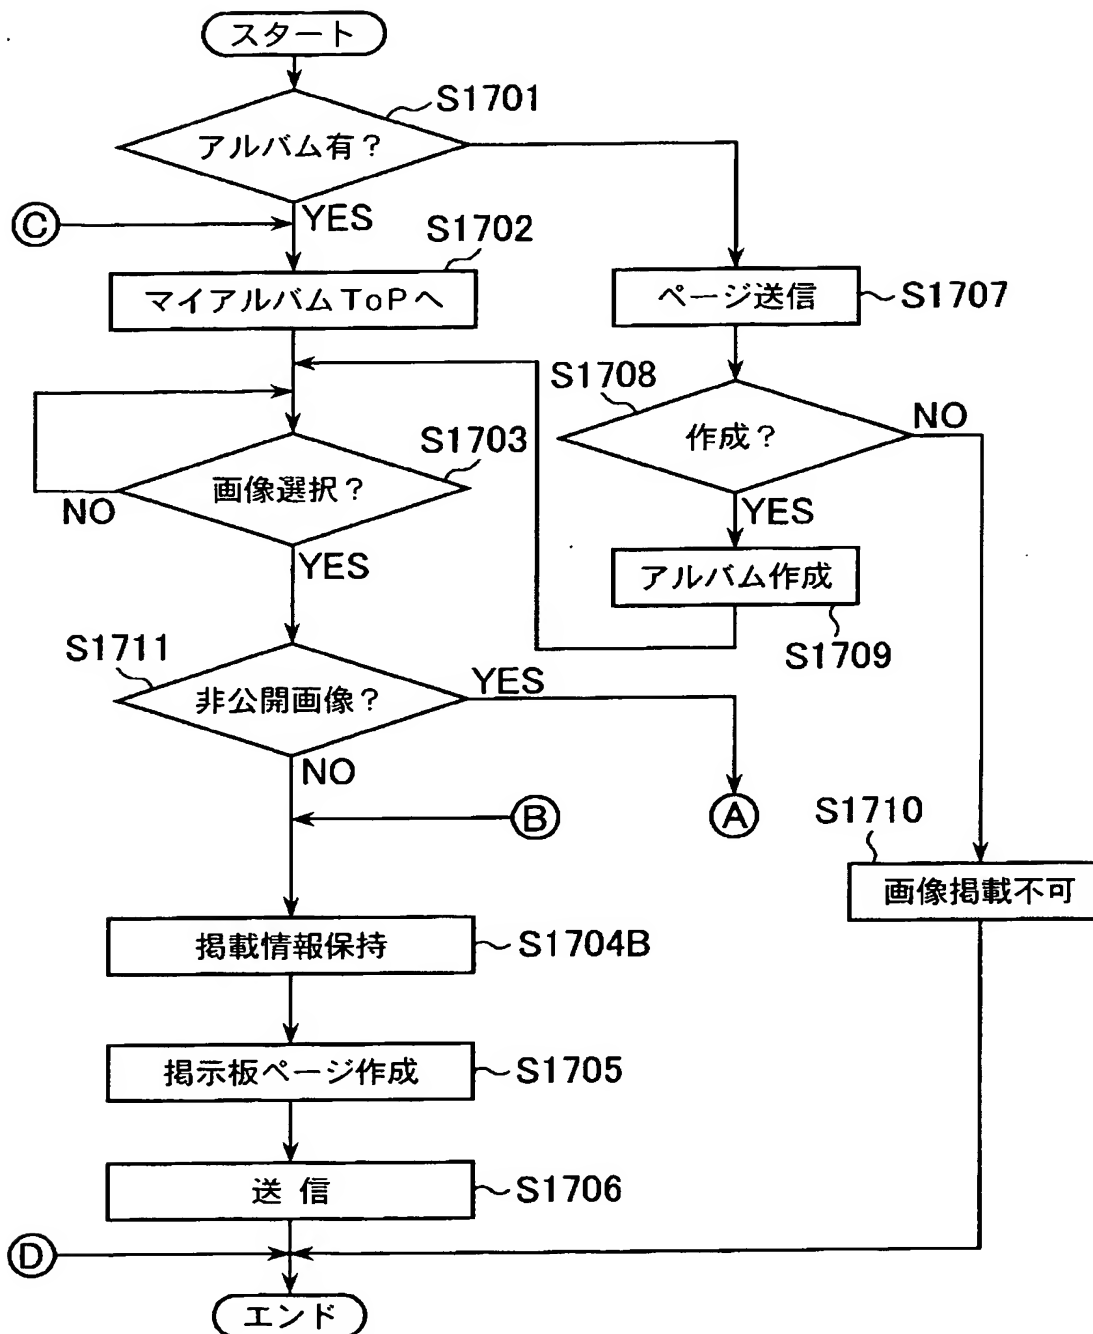 スタート
S1701
アルバム有？
YES
C
S1702
マイアルバムToPへ
ページ送信
S1707
S1708
作成？
NO
S1703
画像選択？
NO
YES
YES
アルバム作成
S1709
S1711
非公開画像？
YES
NO
B
A
S1710
画像掲載不可
掲載情報保持
S1704B
掲示板ページ作成
S1705
送信
S1706
D
エンド